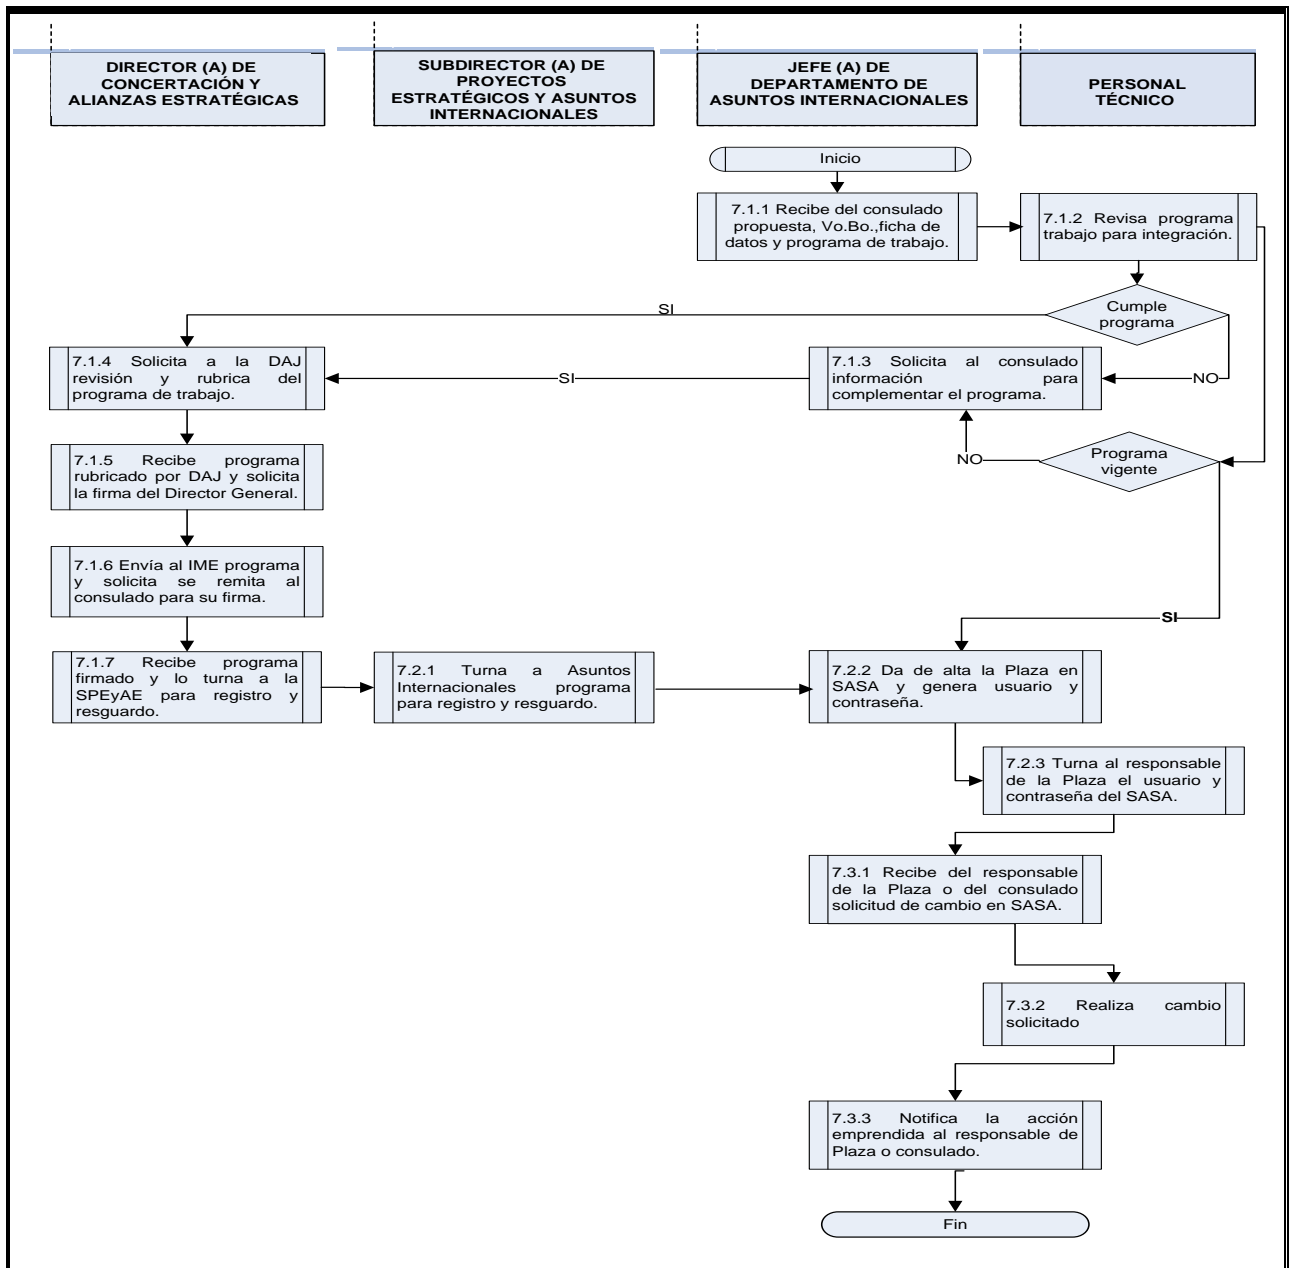 DIRECTOR (A) DE
CONCERTACIÓN Y
ALIANZAS ESTRATÉGICAS
SUBDIRECTOR (A) DE
PROYECTOS
ESTRATÉGICOS Y ASUNTOS
INTERNACIONALES
JEFE (A) DE
DEPARTAMENTO DE
ASUNTOS INTERNACIONALES
PERSONAL
TÉCNICO
Inicio
7.1.1 Recibe del consulado
propuesta, Vo.Bo.,ficha de
datos y programa de trabajo.
7.1.2 Revisa programa
trabajo para integración.
Cumple
programa
SI
NO
7.1.4 Solicita a la DAJ
revisión y rubrica del
programa de trabajo.
SI
7.1.3 Solicita al consulado
información para
complementar el programa.
Programa
vigente
NO
7.1.5 Recibe programa
rubricado por DAJ y solicita
la firma del Director General.
7.1.6 Envía al IME programa
y solicita se remita al
consulado para su firma.
SI
7.1.7 Recibe programa
firmado y lo turna a la
SPEyAE para registro y
resguardo.
7.2.1 Turna a Asuntos
Internacionales programa
para registro y resguardo.
7.2.2 Da de alta la Plaza en
SASA y genera usuario y
contraseña.
7.2.3 Turna al responsable
de la Plaza el usuario y
contraseña del SASA.
7.3.1 Recibe del responsable
de la Plaza o del consulado
solicitud de cambio en SASA.
7.3.2 Realiza cambio
solicitado
7.3.3 Notifica la acción
emprendida al responsable de
Plaza o consulado.
Fin